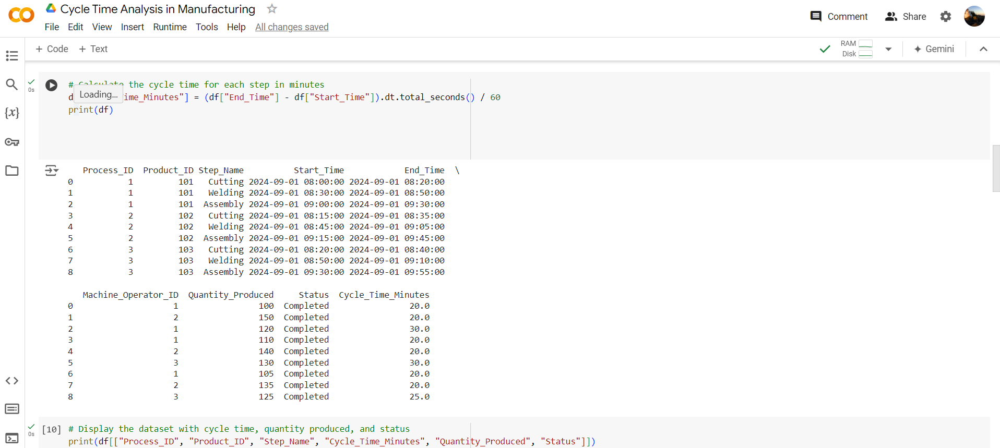 Cycle Time Analysis in Manufacturing
File Edit View Insert Runtime Tools Help All changes saved
Comment
Share
+ Code + Text
RAM
Disk
Gemini
0s
# Calculate the cycle time for each step in minutes
d
Loading...
ime_Minutes"] = (df["End_Time"] - df["Start_Time"]).dt.total_seconds() / 60
print(df)
Process_ID Product_ID Step_Name Start_Time End_Time \
0 1 101 Cutting 2024-09-01 08:00:00 2024-09-01 08:20:00
1 1 101 Welding 2024-09-01 08:30:00 2024-09-01 08:50:00
2 1 101 Assembly 2024-09-01 09:00:00 2024-09-01 09:30:00
3 2 102 Cutting 2024-09-01 08:15:00 2024-09-01 08:35:00
4 2 102 Welding 2024-09-01 08:45:00 2024-09-01 09:05:00
5 2 102 Assembly 2024-09-01 09:15:00 2024-09-01 09:45:00
6 3 103 Cutting 2024-09-01 08:20:00 2024-09-01 08:40:00
7 3 103 Welding 2024-09-01 08:50:00 2024-09-01 09:10:00
8 3 103 Assembly 2024-09-01 09:30:00 2024-09-01 09:55:00
Machine_Operator_ID Quantity_Produced Status Cycle_Time_Minutes
0 1 100 Completed 20.0
1 2 150 Completed 20.0
2 1 120 Completed 30.0
3 1 110 Completed 20.0
4 2 140 Completed 20.0
5 3 130 Completed 30.0
6 1 105 Completed 20.0
7 2 135 Completed 20.0
8 3 125 Completed 25.0
0s
[10] # Display the dataset with cycle time, quantity produced, and status
print(df[["Process_ID", "Product_ID", "Step_Name", "Cycle_Time_Minutes", "Quantity_Produced", "Status"]])